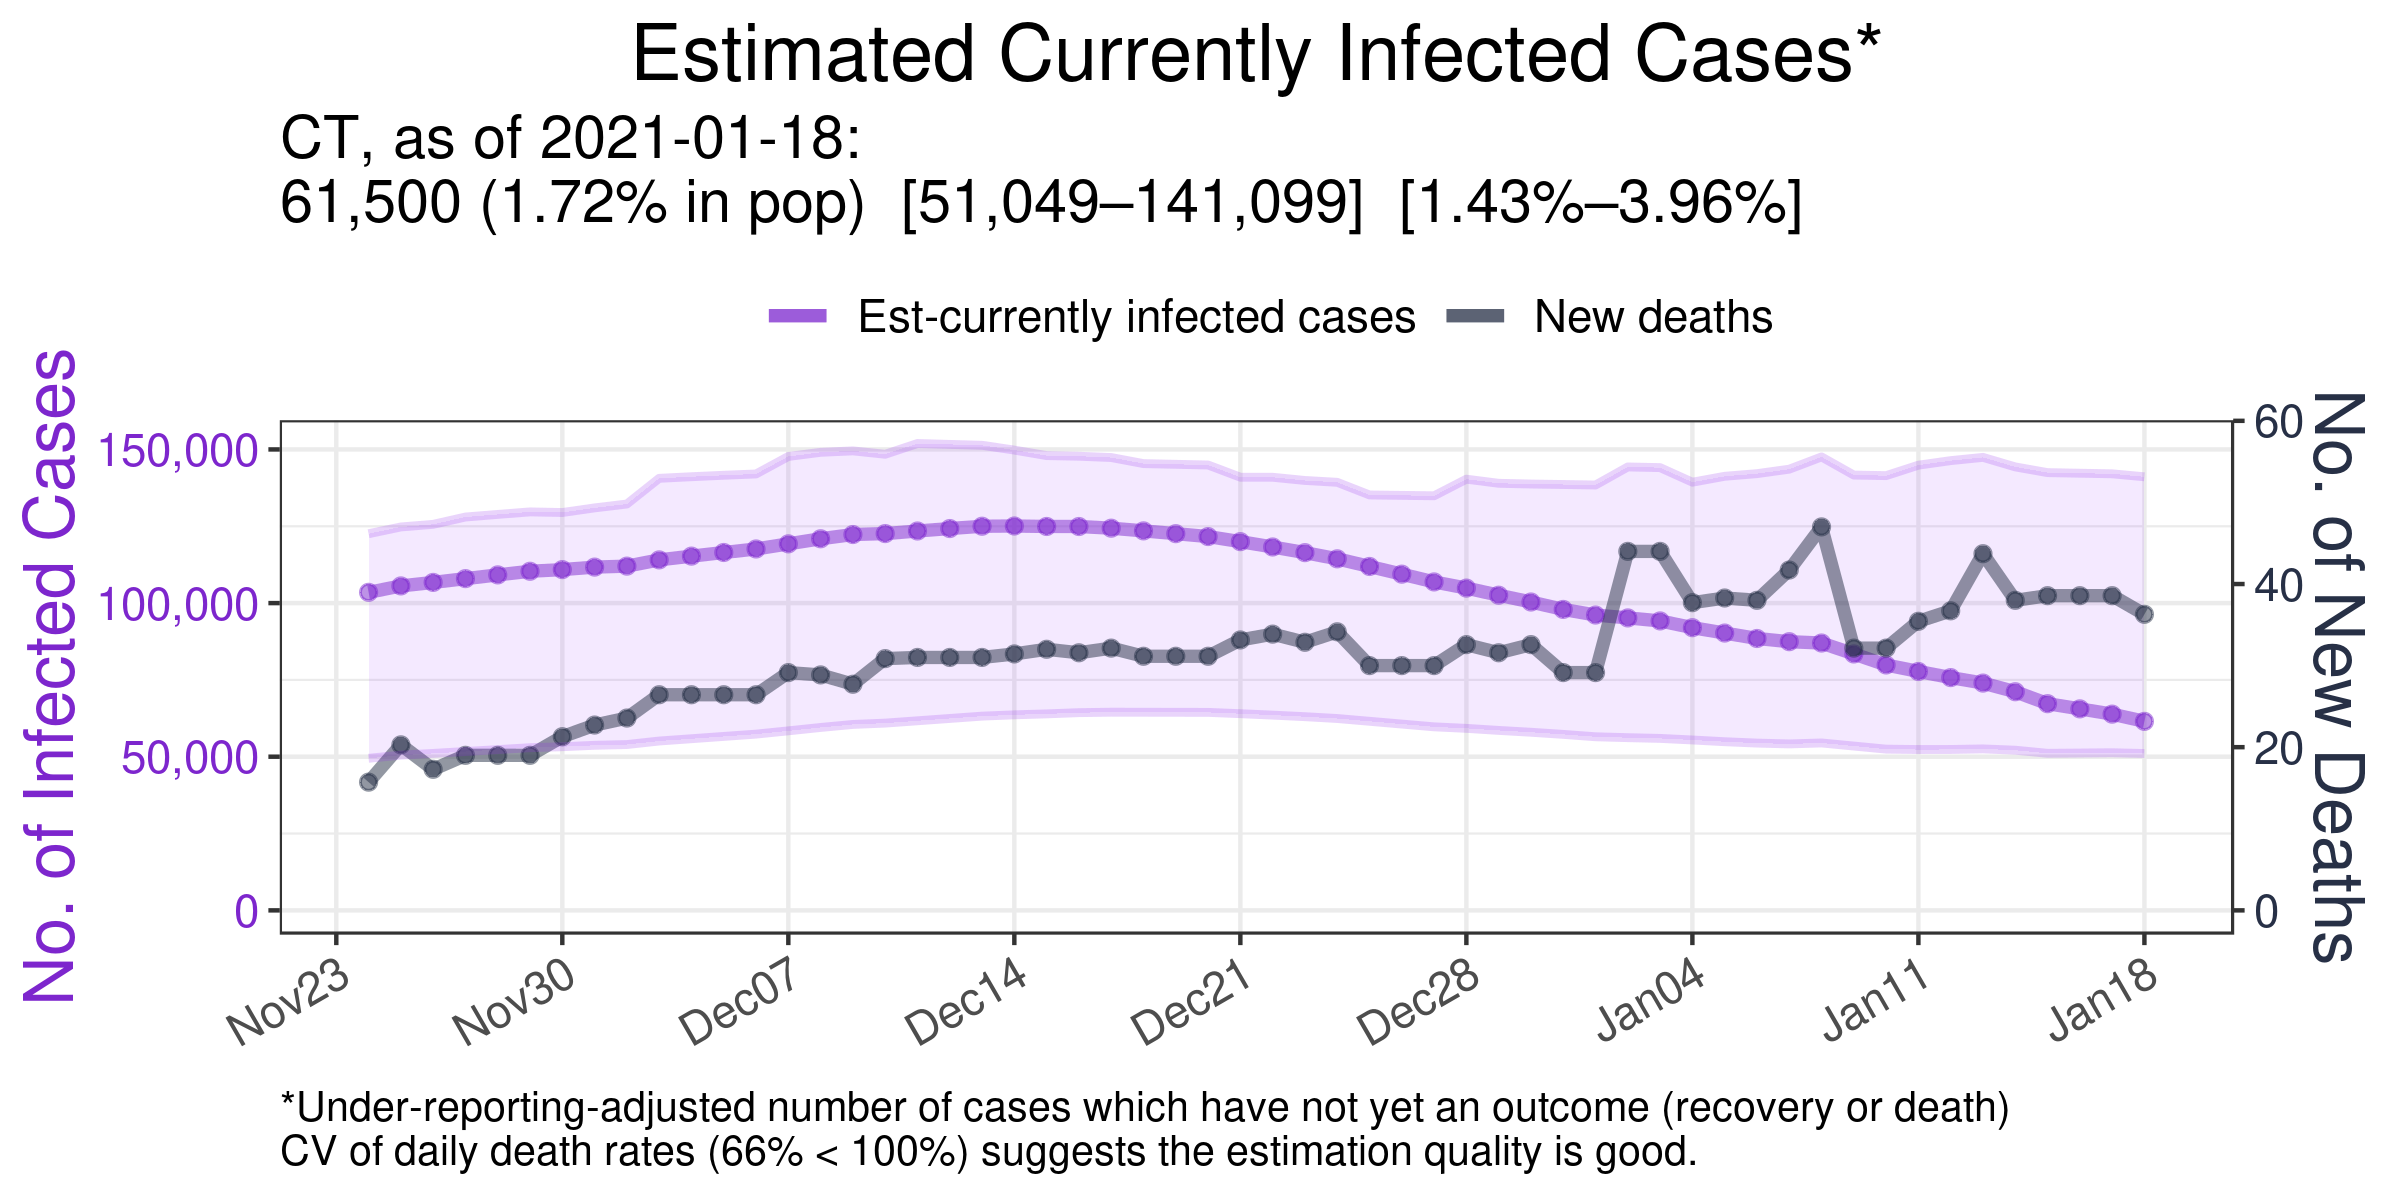 Estimated Currently Infected Cases*
CT, as of 2021-01-18:
61,500 (1.72% in pop)  [51,049–141,099]  [1.43%–3.96%]
Est-currently infected cases
New deaths
No. of Infected Cases
150,000
100,000
50,000
0
60
40
20
0
No. of New Deaths
Nov23
Nov30
Dec07
Dec14
Dec21
Dec28
Jan04
Jan11
Jan18
*Under-reporting-adjusted number of cases which have not yet an outcome (recovery or death)
CV of daily death rates (66% < 100%) suggests the estimation quality is good.